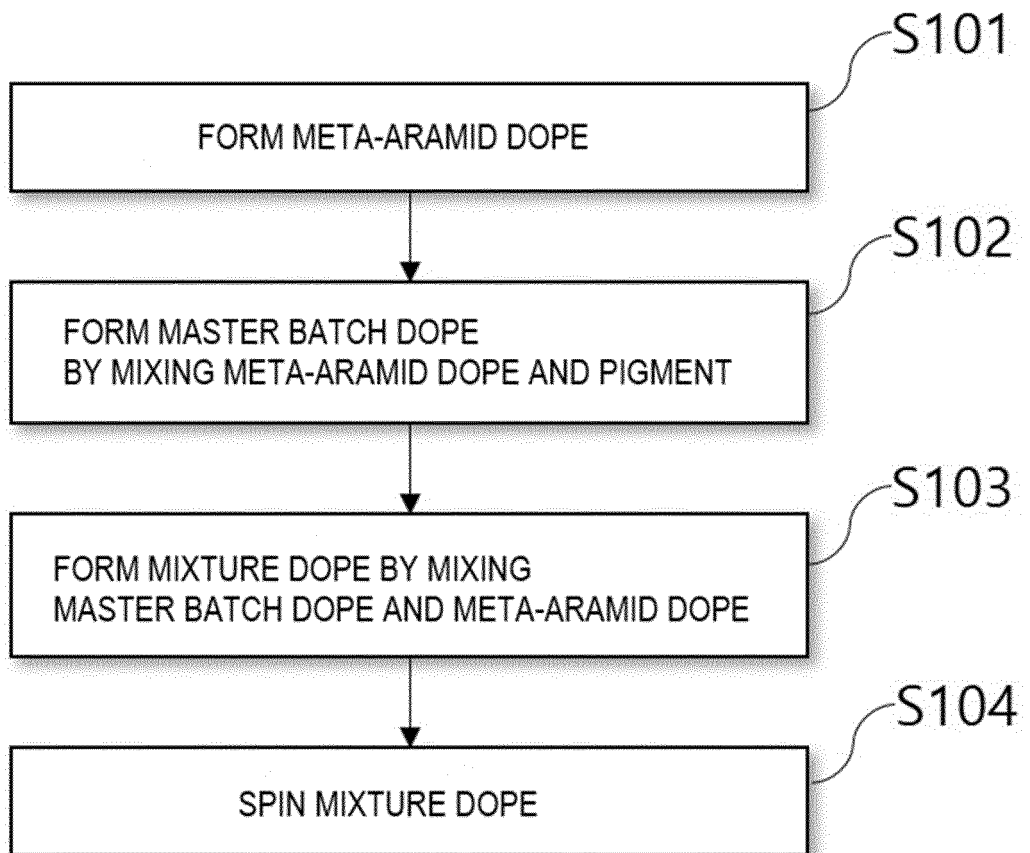 S101
FORM META-ARAMID DOPE
S102
FORM MASTER BATCH DOPE
BY MIXING META-ARAMID DOPE AND PIGMENT
S103
FORM MIXTURE DOPE BY MIXING
MASTER BATCH DOPE AND META-ARAMID DOPE
S104
SPIN MIXTURE DOPE